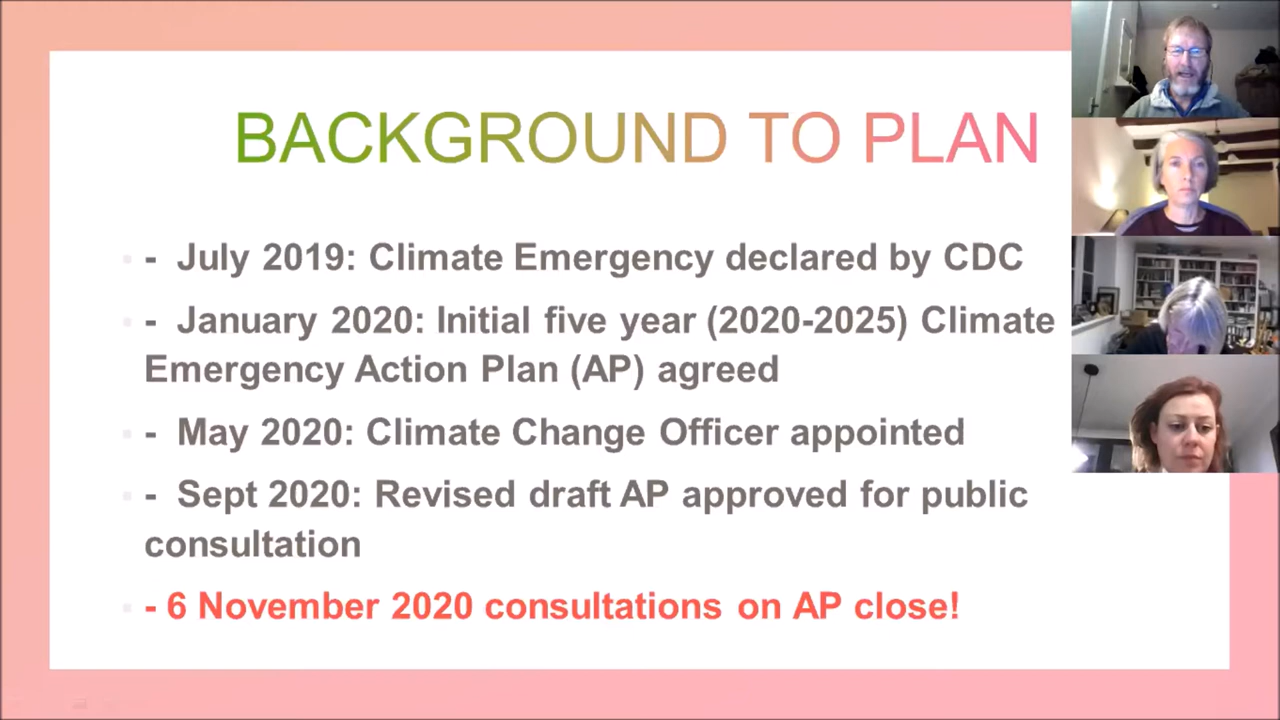 BACKGROUND TO PLAN
- July 2019: Climate Emergency declared by CDC
- January 2020: Initial five year (2020-2025) Climate
Emergency Action Plan (AP) agreed
- May 2020: Climate Change Officer appointed
- Sept 2020: Revised draft AP approved for public
consultation
- 6 November 2020 consultations on AP close!